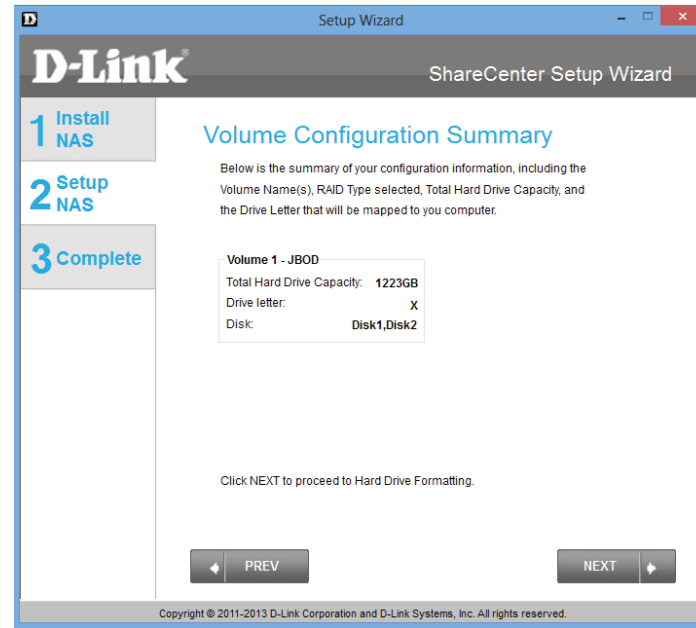 D Setup Wizard
D-Link®
ShareCenter Setup Wizard
1 Install
NAS
2 Setup
NAS
3 Complete
Volume Configuration Summary
Below is the summary of your configuration information, including the
Volume Name(s), RAID Type selected, Total Hard Drive Capacity, and
the Drive Letter that will be mapped to you computer.
Volume 1 - JBOD
Total Hard Drive Capacity: 1223GB
Drive letter: X
Disk: Disk1,Disk2
Click NEXT to proceed to Hard Drive Formatting.
PREV
NEXT
Copyright © 2011-2013 D-Link Corporation and D-Link Systems, Inc. All rights reserved.